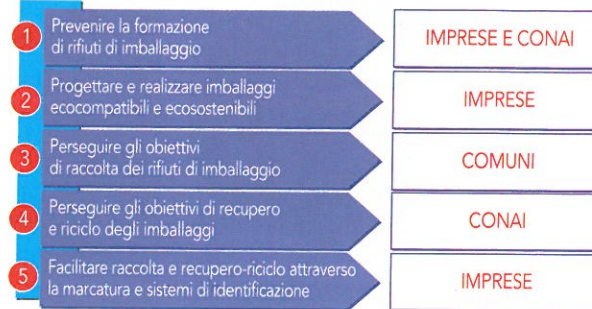 1 Prevenire la formazione
di rifiuti di imballaggio
IMPRESE E CONAI
2 Progettare e realizzare imballaggi
ecocompatibili e ecosostenibili
IMPRESE
3 Perseguire gli obiettivi
di raccolta dei rifiuti di imballaggio
COMUNI
4 Perseguire gli obiettivi di recupero
e riciclo degli imballaggi
CONAI
5 Facilitare raccolta e recupero-riciclo attraverso
la marcatura e sistemi di identificazione
IMPRESE